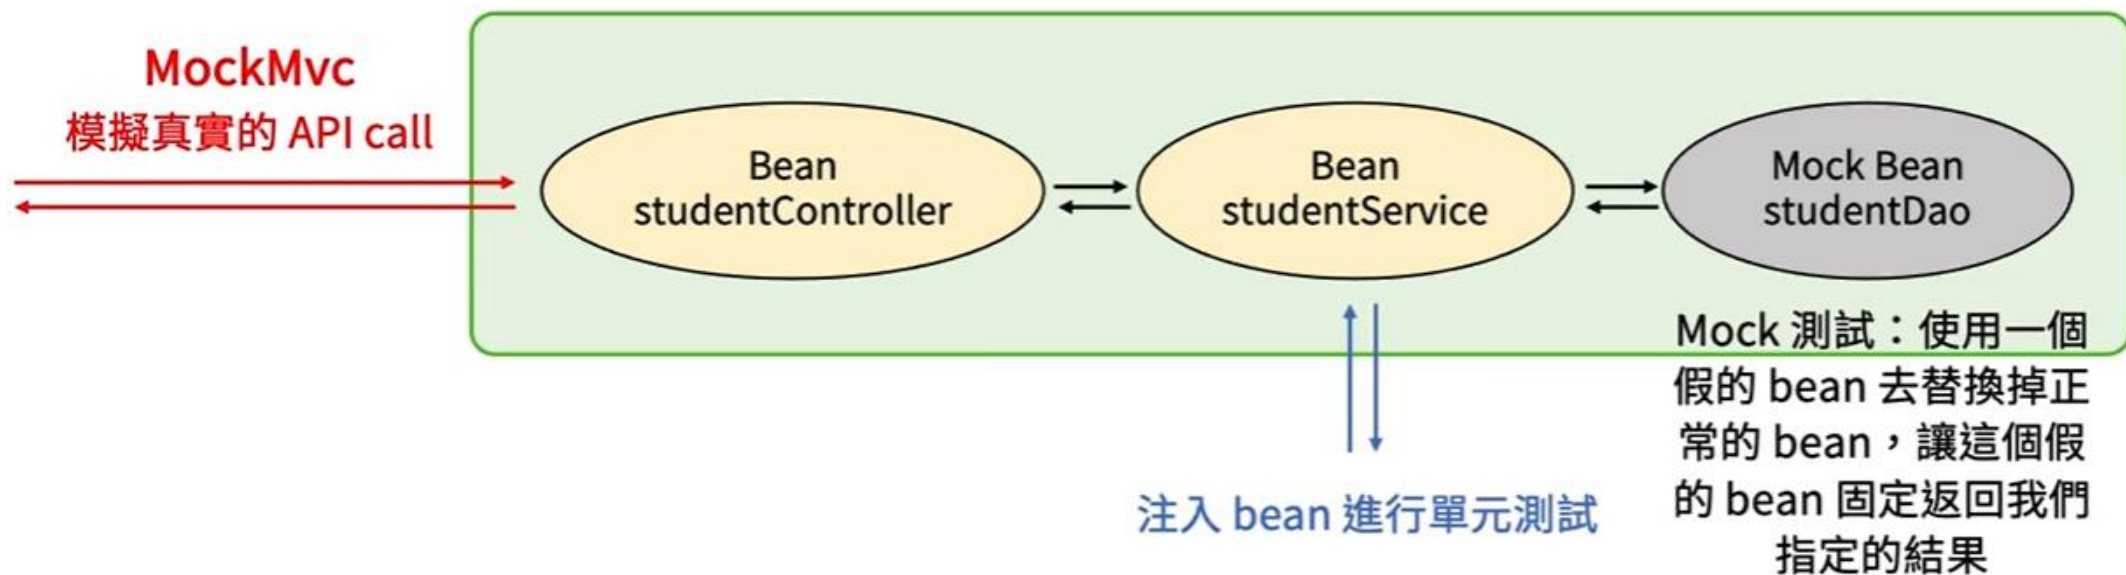 MockMvc
模擬真實的 API call
Bean
studentController
Bean
studentService
Mock Bean
studentDao
Mock 測試：使用一個
假的 bean 去替換掉正
常的 bean，讓這個假
的 bean 固定返回我們
指定的結果
注入 bean 進行單元測試